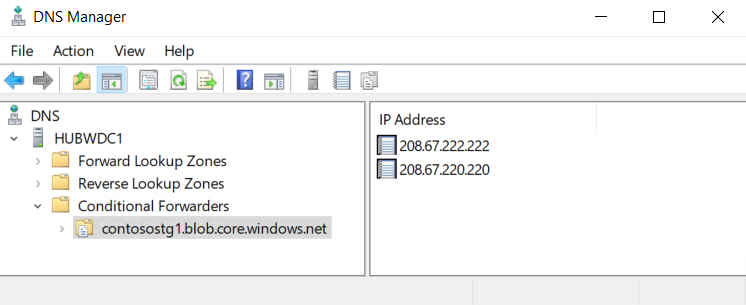 DNS Manager
File Action View Help
DNS
HUBWDC1
Forward Lookup Zones
Reverse Lookup Zones
Conditional Forwarders
contosostg1.blob.core.windows.net
IP Address
208.67.222.222
208.67.220.220